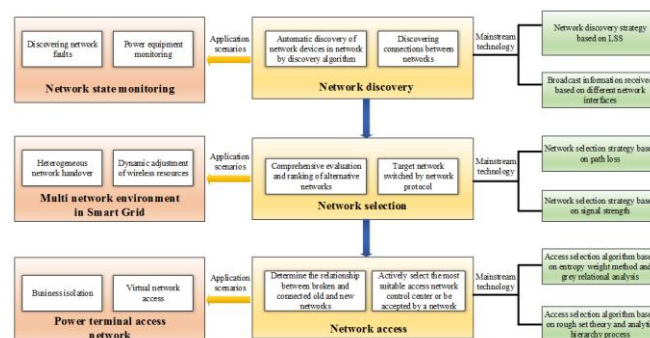 Discovering network
faults
Power equipment
monitoring
Network state monitoring
Application
scenarios
Automatic discovery of
network devices in network
by discovery algorithm
Discovering
connections between
networks
Network discovery
Mainstream
technology
Network discovery strategy
based on LSS
Broadcast information received
based on different network
interfaces
Heterogeneous
network handover
Dynamic adjustment
of wireless resources
Multi network environment
in Smart Grid
Application
scenarios
Comprehensive evaluation
and ranking of alternative
networks
Target network
switched by network
protocol
Network selection
Mainstream
technology
Network selection strategy based
on path loss
Network selection strategy based
on signal strength
Business isolation
Virtual network
access
Power terminal access
network
Application
scenarios
Determine the relationship
between broken and
connected old and new
networks
Actively select the most
suitable access network
control center or be
accepted by a network
Network access
Mainstream
technology
Access selection algorithm based
on entropy weight method and
grey relational analysis
Access selection algorithm based
on rough set theory and analytic
hierarchy process